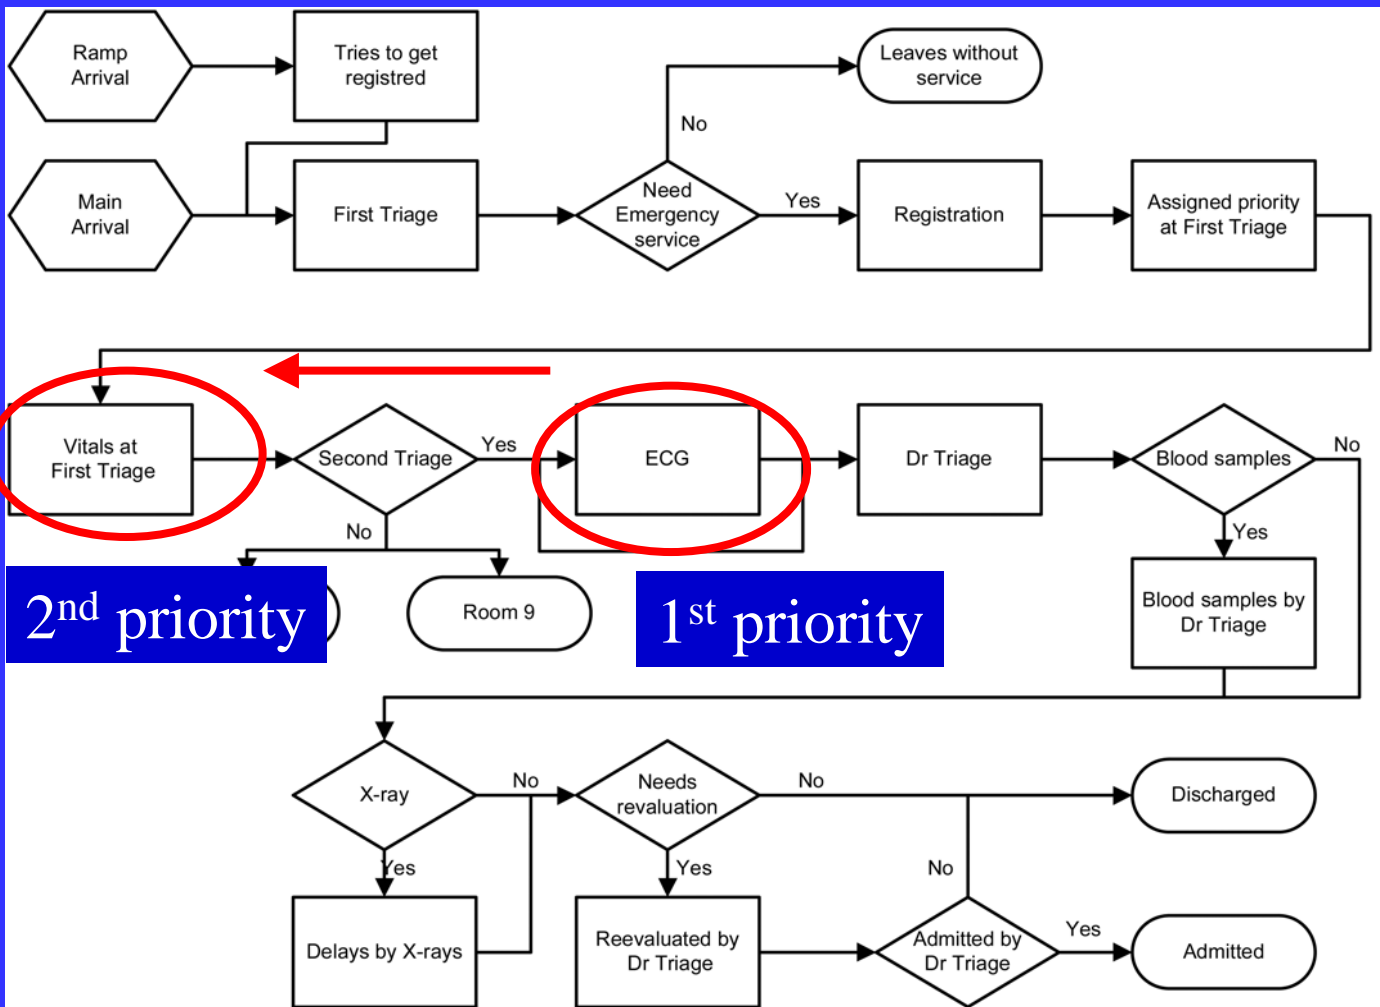 Ramp
Arrival
Tries to get
registred
Leaves without
service
No
Main
Arrival
First Triage
Need
Emergency
service
Yes
Registration
Assigned priority
at First Triage
Vitals at
First Triage
Second Triage
Yes
ECG
Dr Triage
Blood samples
No
No
Yes
2nd priority
Room 9
1st priority
Blood samples by
Dr Triage
X-ray
No
Needs
revaluation
No
Discharged
Yes
Yes
No
Delays by X-rays
Reevaluated by
Dr Triage
Admitted by
Dr Triage
Yes
Admitted